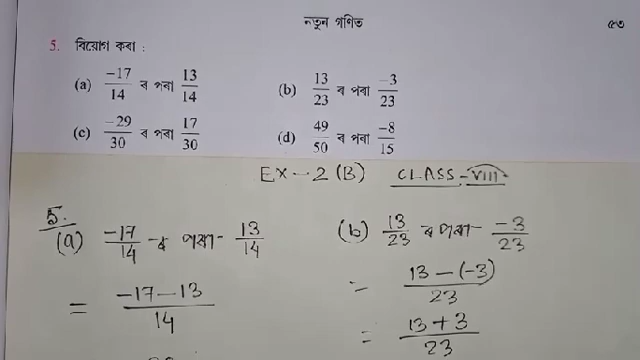 নতুন গণিত ৫৩
5. বিয়োগ কৰা :
(a) -17/14 ৰ পৰা 13/14 (b) 13/23 ৰ পৰা -3/23
(c) -29/30 ৰ পৰা 17/30 (d) 49/50 ৰ পৰা -8/15
EX-2(B) CLASS-VIII
5.
(a) -17/14 -ৰ পৰা- 13/14 (b) 13/23 ৰ পৰা- -3/23
= -17-13/14 = 13-(-3)/23
= 13+3/23